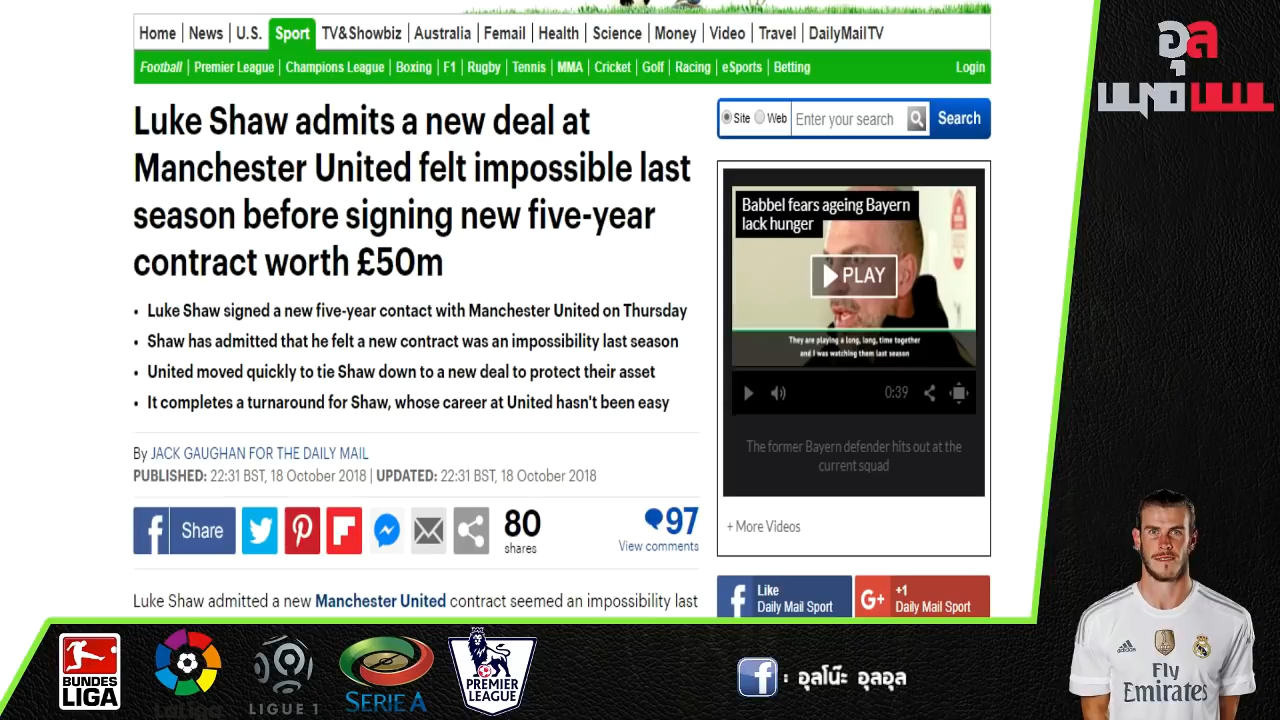 Home | News | U.S. | Sport | TV&Showbiz | Australia | Femail | Health | Science | Money | Video | Travel | DailyMailTV
Football | Premier League | Champions League | Boxing | F1 | Rugby | Tennis | MMA | Cricket | Golf | Racing | eSports | Betting
Login
Luke Shaw admits a new deal at
Manchester United felt impossible last
season before signing new five-year
contract worth £50m
• Luke Shaw signed a new five-year contact with Manchester United on Thursday
• Shaw has admitted that he felt a new contract was an impossibility last season
• United moved quickly to tie Shaw down to a new deal to protect their asset
• It completes a turnaround for Shaw, whose career at United hasn't been easy
By JACK GAUGHAN FOR THE DAILY MAIL
PUBLISHED: 22:31 BST, 18 October 2018 | UPDATED: 22:31 BST, 18 October 2018
Share
80
shares
97
View comments
Luke Shaw admitted a new Manchester United contract seemed an impossibility last
Site Web Enter your search Search
Babbel fears ageing Bayern
lack hunger
PLAY
They are playing a long, long, time together
and I was watching them last season
0:39
The former Bayern defender hits out at the
current squad
+ More Videos
Like
Daily Mail Sport
G+
+1
Daily Mail Sport
อุล
BUNDES
LIGA
LaLiga
LIGUE 1
SERIE A
PREMIER
LEAGUE
: อุลโน๊ะ อุลอุล
adidas
Fly
Emirates